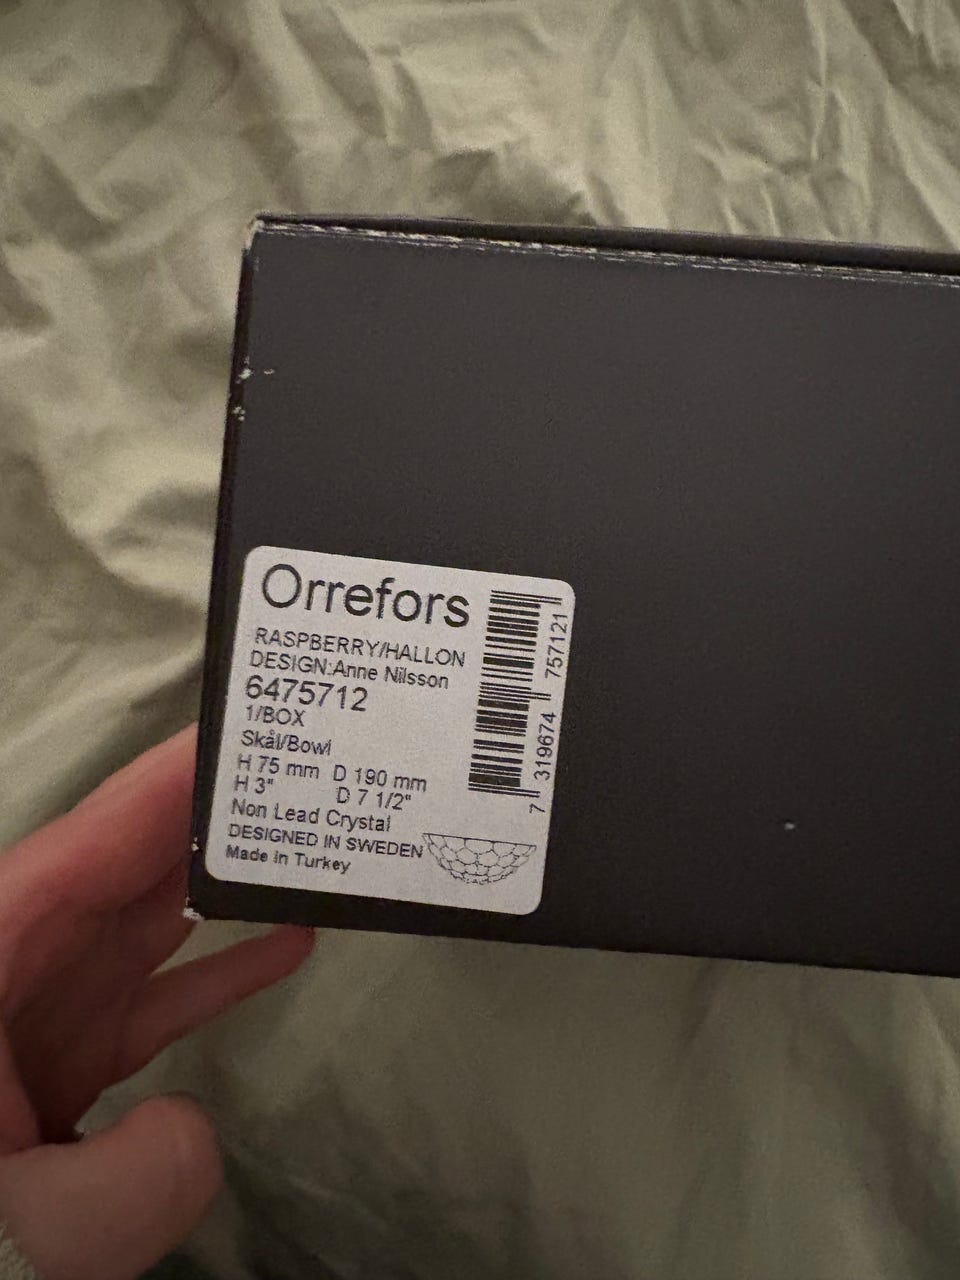 Orrefors
RASPBERRY/HALLON
DESIGN:Anne Nilsson
6475712
1/BOX
Skål/Bowl
H 75 mm D 190 mm
H 3" D 7 1/2"
Non Lead Crystal
DESIGNED IN SWEDEN
Made in Turkey
7 319674 757121